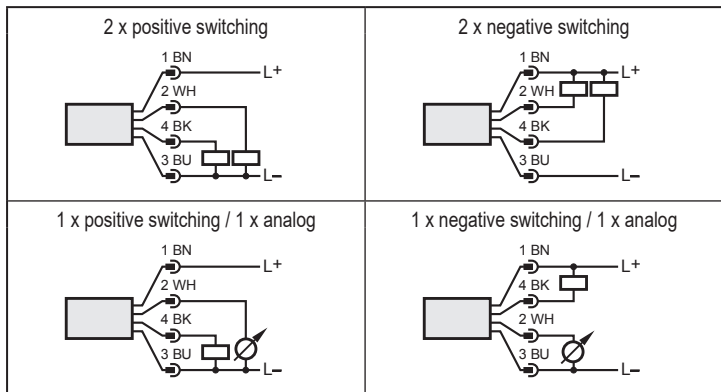 2 x positive switching
1 BN
L+
2 WH
4 BK
3 BU
L–
2 x negative switching
1 BN
L+
2 WH
4 BK
3 BU
L–
1 x positive switching / 1 x analog
1 BN
L+
2 WH
4 BK
3 BU
L–
1 x negative switching / 1 x analog
1 BN
L+
4 BK
2 WH
3 BU
L–